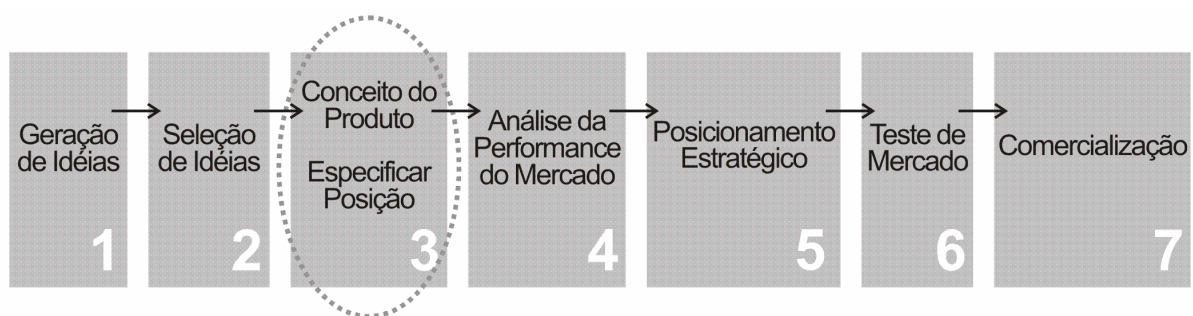 Geração
de Idéias
1
Seleção
de Idéias
2
Conceito do
Produto
Especificar
Posição
3
Análise da
Performance
do Mercado
4
Posicionamento
Estratégico
5
Teste de
Mercado
6
Comercialização
7